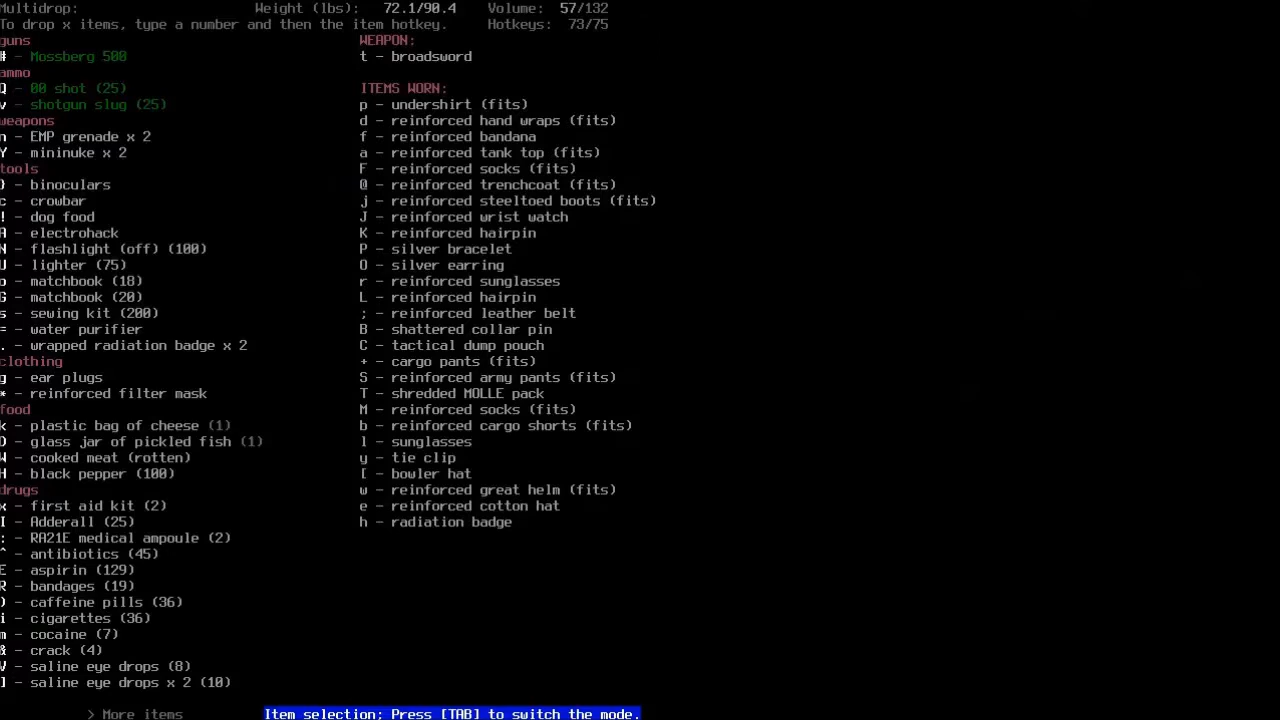 Multidrop: Weight (lbs): 72.1/90.4 Volume: 57/132
To drop x items, type a number and then the item hotkey. Hotkeys: 73/75
guns
# - Mossberg 500
ammo
Q - 00 shot (25)
v - shotgun slug (25)
weapons
n - EMP grenade x 2
Y - mininuke x 2
tools
} - binoculars
c - crowbar
! - dog food
A - electrohack
N - flashlight (off) (100)
U - lighter (75)
o - matchbook (18)
G - matchbook (20)
s - sewing kit (200)
= - water purifier
. - wrapped radiation badge x 2
clothing
g - ear plugs
* - reinforced filter mask
food
k - plastic bag of cheese (1)
D - glass jar of pickled fish (1)
W - cooked meat (rotten)
H - black pepper (100)
drugs
x - first aid kit (2)
I - Adderall (25)
: - RA21E medical ampoule (2)
^ - antibiotics (45)
E - aspirin (129)
R - bandages (19)
) - caffeine pills (36)
i - cigarettes (36)
m - cocaine (7)
& - crack (4)
V - saline eye drops (8)
] - saline eye drops x 2 (10)
WEAPON:
t - broadsword
ITEMS WORN:
p - undershirt (fits)
d - reinforced hand wraps (fits)
f - reinforced bandana
a - reinforced tank top (fits)
F - reinforced socks (fits)
@ - reinforced trenchcoat (fits)
j - reinforced steeltoed boots (fits)
J - reinforced wrist watch
K - reinforced hairpin
P - silver bracelet
O - silver earring
r - reinforced sunglasses
L - reinforced hairpin
; - reinforced leather belt
B - shattered collar pin
C - tactical dump pouch
+ - cargo pants (fits)
S - reinforced army pants (fits)
T - shredded MOLLE pack
M - reinforced socks (fits)
b - reinforced cargo shorts (fits)
l - sunglasses
y - tie clip
[ - bowler hat
w - reinforced great helm (fits)
e - reinforced cotton hat
h - radiation badge
> More items
Item selection; Press [TAB] to switch the mode.